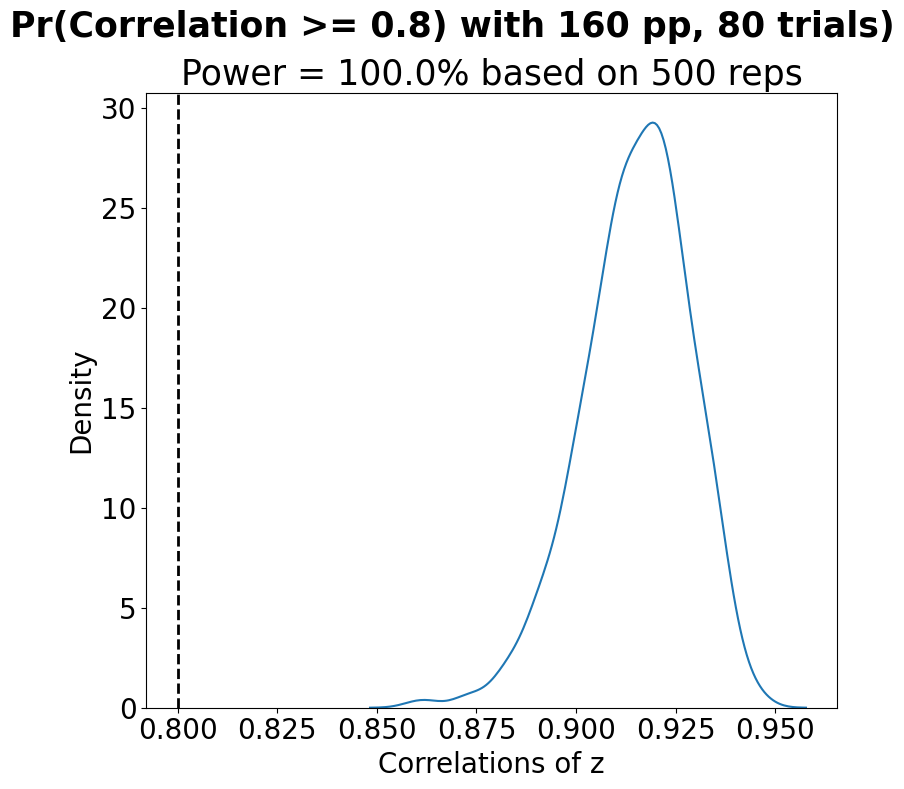 Pr(Correlation >= 0.8) with 160 pp, 80 trials)
Power = 100.0% based on 500 reps
30
25
20
15
10
5
0
Density
0.800 0.825 0.850 0.875 0.900 0.925 0.950
Correlations of z